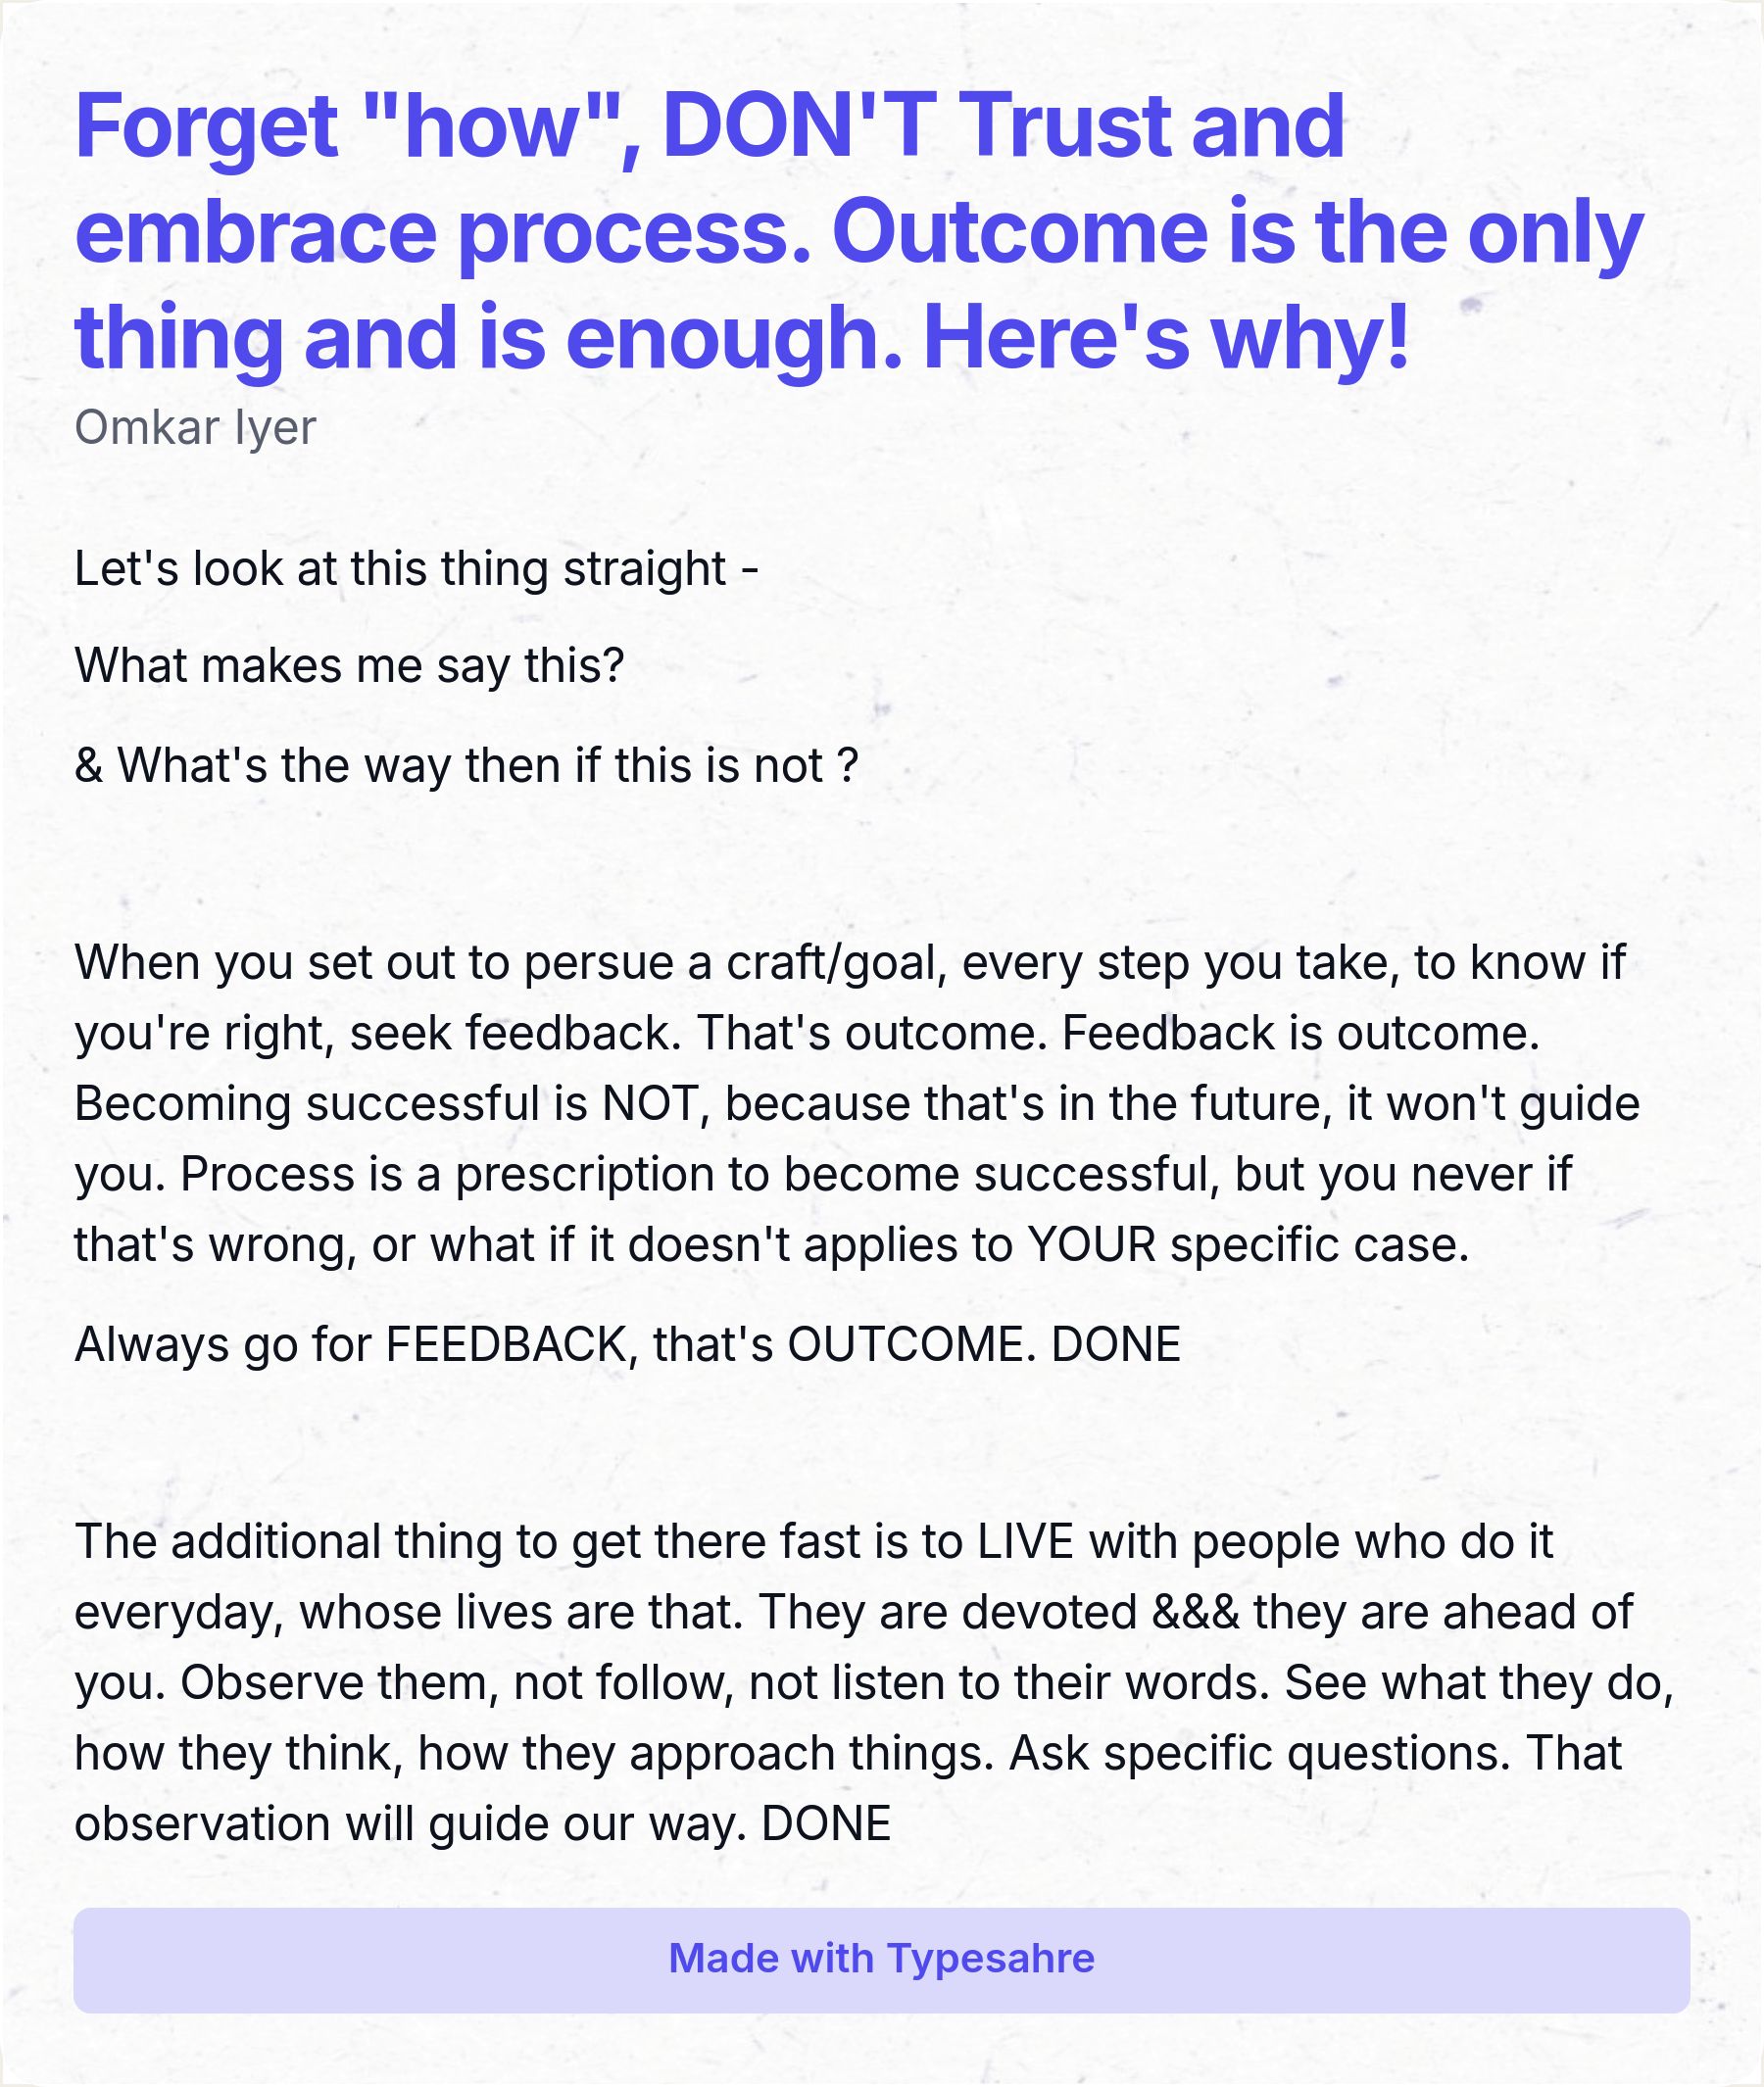 Forget "how", DON'T Trust and
embrace process. Outcome is the only
thing and is enough. Here's why!
Omkar Iyer
Let's look at this thing straight -
What makes me say this?
& What's the way then if this is not ?
When you set out to persue a craft/goal, every step you take, to know if
you're right, seek feedback. That's outcome. Feedback is outcome.
Becoming successful is NOT, because that's in the future, it won't guide
you. Process is a prescription to become successful, but you never if
that's wrong, or what if it doesn't applies to YOUR specific case.
Always go for FEEDBACK, that's OUTCOME. DONE
The additional thing to get there fast is to LIVE with people who do it
everyday, whose lives are that. They are devoted &&& they are ahead of
you. Observe them, not follow, not listen to their words. See what they do,
how they think, how they approach things. Ask specific questions. That
observation will guide our way. DONE
Made with Typesahre